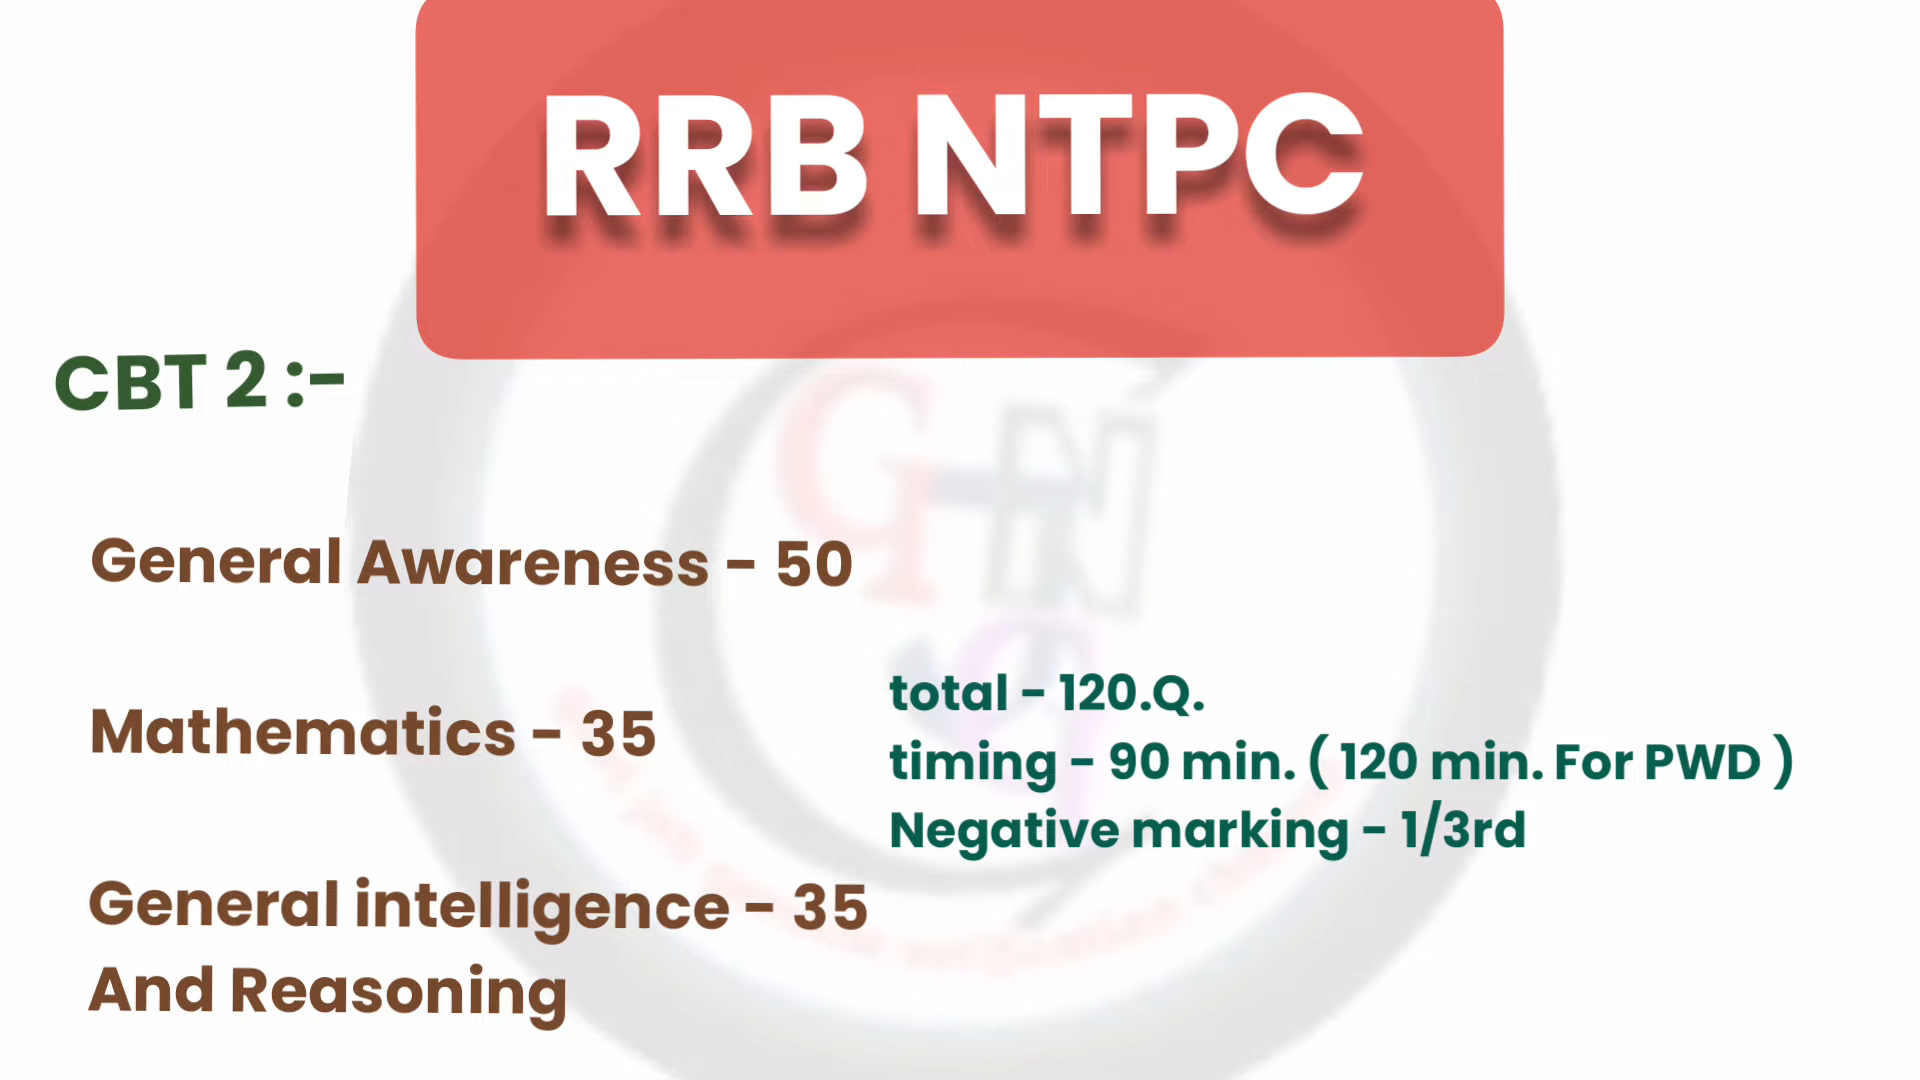 RRB NTPC
CBT 2 :-
General Awareness - 50
Mathematics - 35
General intelligence - 35
And Reasoning
total - 120.Q.
timing - 90 min. ( 120 min. For PWD )
Negative marking - 1/3rd